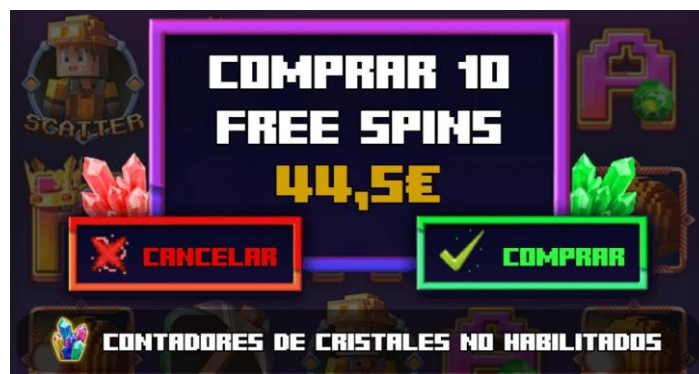 COMPRAR 10
FREE SPINS
44,5€
SCATTER
A
CANCELAR
COMPRAR
CONTADORES DE CRISTALES NO HABILITADOS